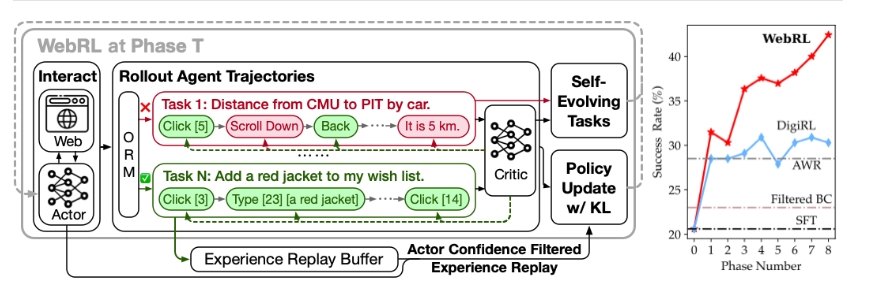 WebRL at Phase T
Interact
Web
Actor
Rollout Agent Trajectories
O
R
M
Task 1: Distance from CMU to PIT by car.
Click [5]
Scroll Down
Back
It is 5 km.
......
Task N: Add a red jacket to my wish list.
Click [3]
Type [23] [a red jacket]
Click [14]
Critic
Self-
Evolving
Tasks
Policy
Update
w/ KL
Experience Replay Buffer
Actor Confidence Filtered
Experience Replay
Success Rate (%)
40
35
30
25
20
WebRL
DigiRL
AWR
Filtered BC
SFT
0 1 2 3 4 5 6 7 8
Phase Number